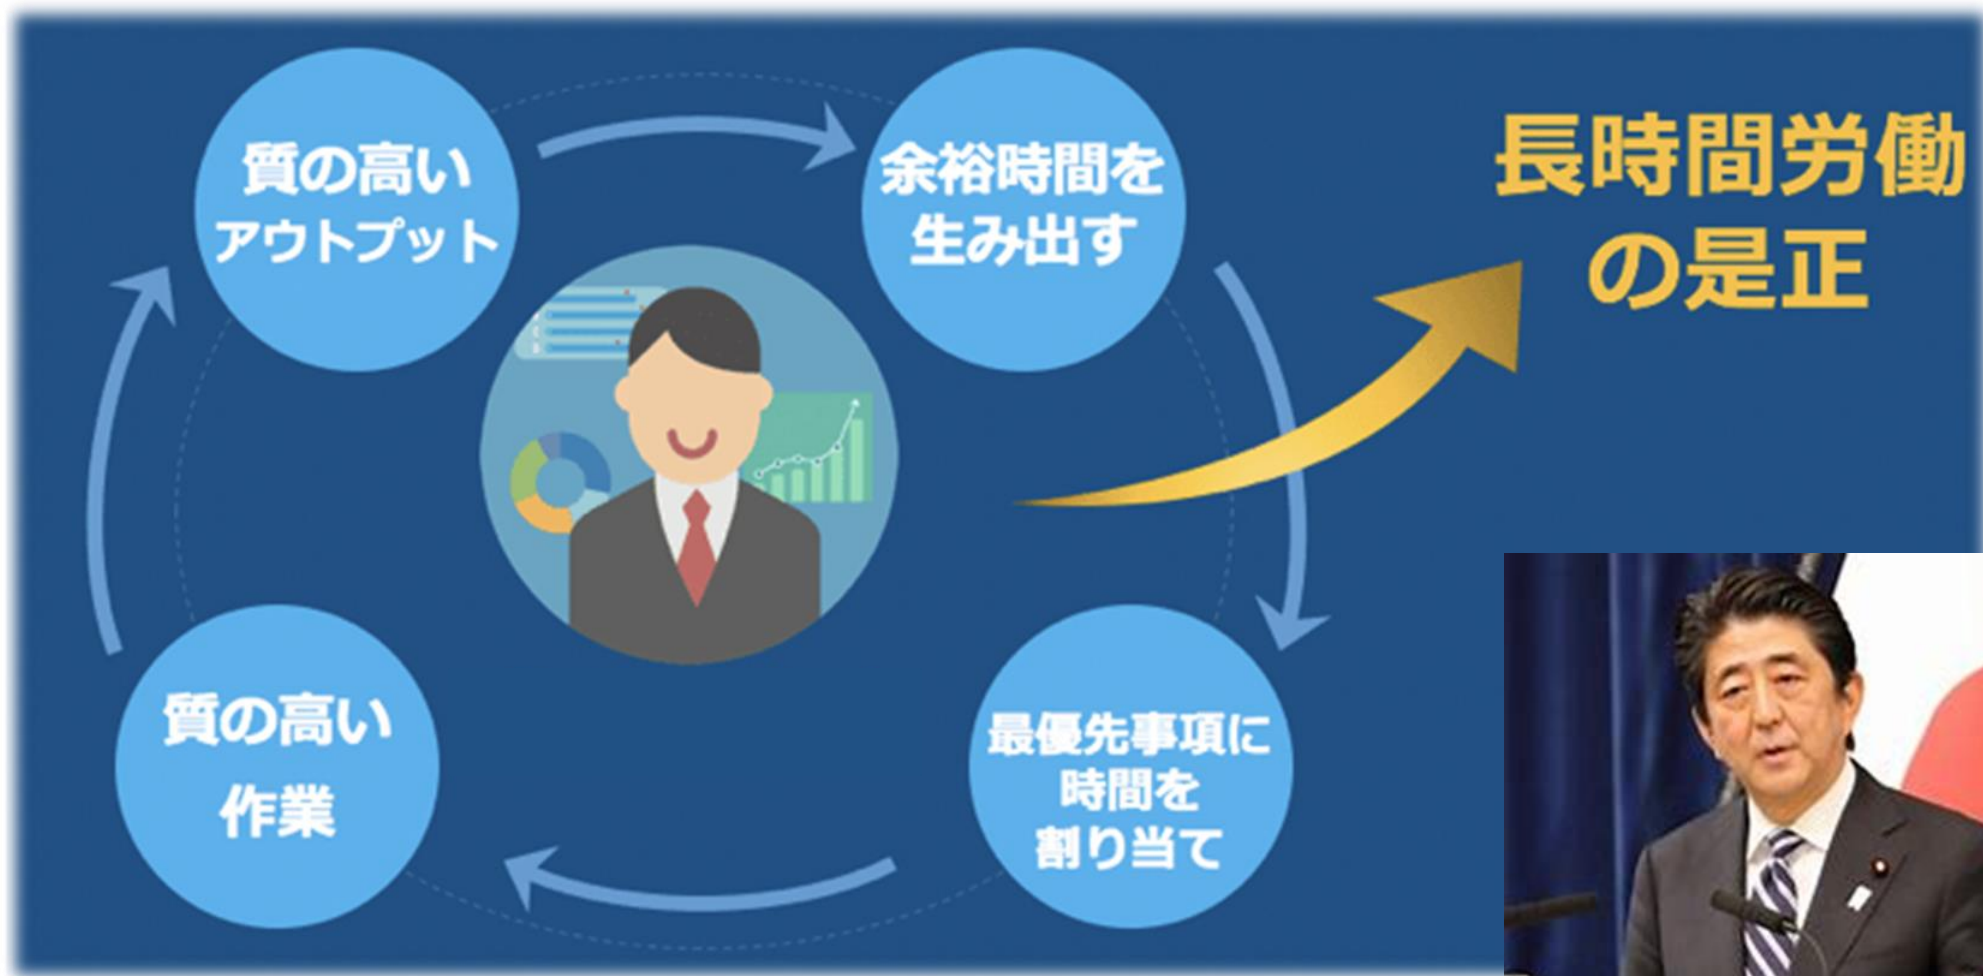 質の高い
アウトプット
余裕時間を
生み出す
長時間労働
の是正
質の高い
作業
最優先事項に
時間を
割り当て